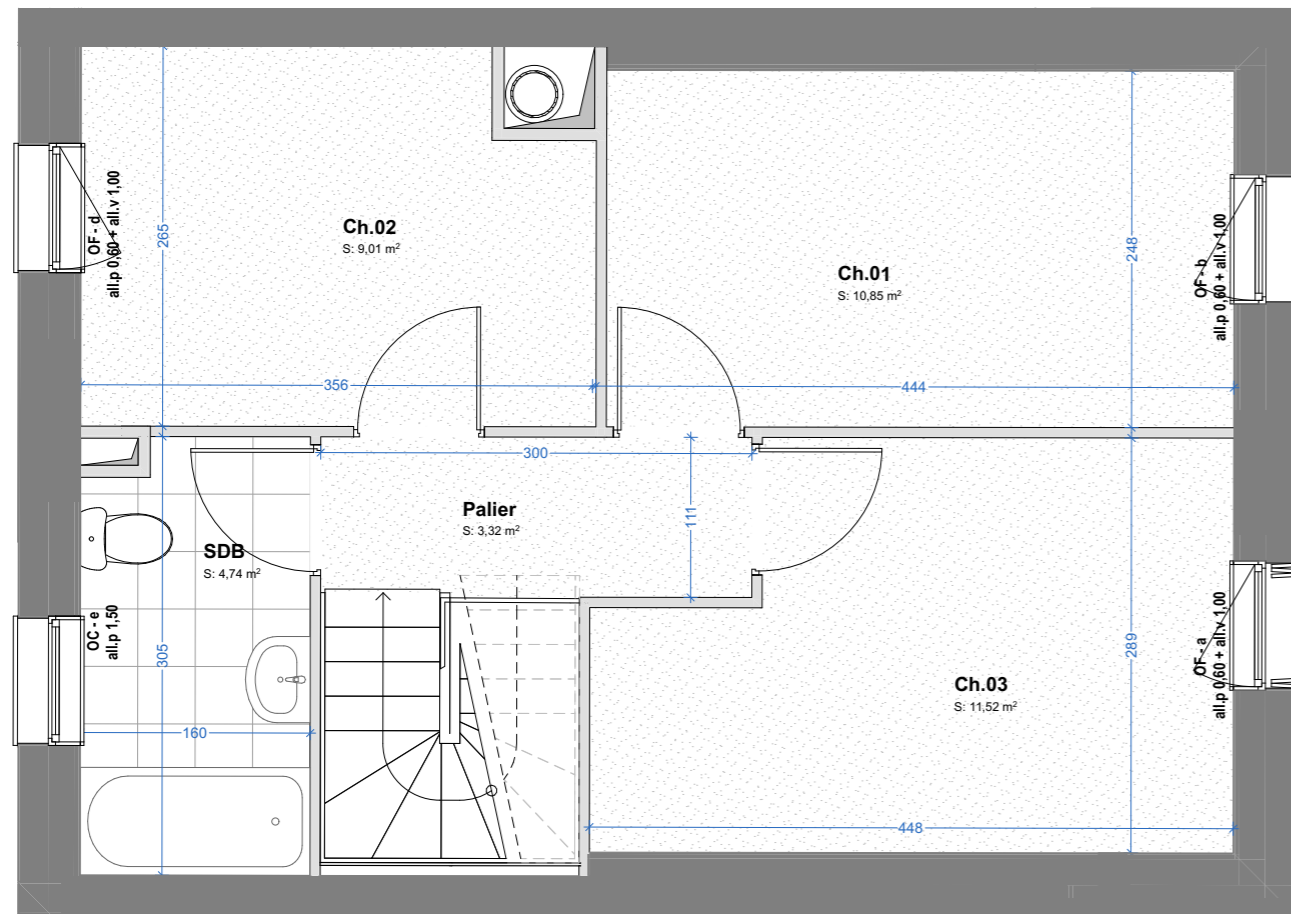 Ch.02
S: 9,01 m²
OF - d
all.p 0,60 + all.v 1,00
265
356
Ch.01
S: 10,85 m²
248
OF - b
all.p 0,60 + all.v 1,00
444
300
Palier
S: 3,32 m²
111
SDB
S: 4,74 m²
OC - e
all.p 1,50
305
160
Ch.03
S: 11,52 m²
289
OF - a
all.p 0,60 + all.v 1,00
448